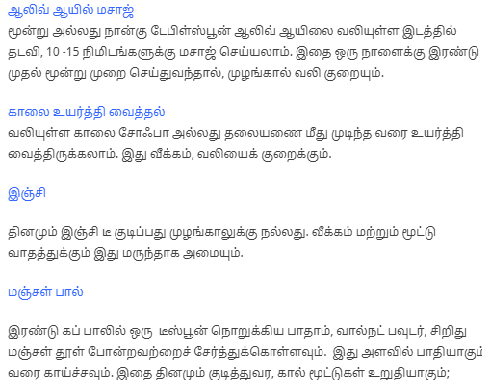 ஆலிவ் ஆயில் மசாஜ்
மூன்று அல்லது நான்கு டேபிள்ஸ்பூன் ஆலிவ் ஆயிலை வலியுள்ள இடத்தில்
தடவி, 10 -15 நிமிடங்களுக்கு மசாஜ் செய்யலாம். இதை ஒரு நாளைக்கு இரண்டு
முதல் மூன்று முறை செய்துவந்தால், முழங்கால் வலி குறையும்.
காலை உயர்த்தி வைத்தல்
வலியுள்ள காலை சோஃபா அல்லது தலையணை மீது முடிந்த வரை உயர்த்தி
வைத்திருக்கலாம். இது வீக்கம், வலியைக் குறைக்கும்.
இஞ்சி
தினமும் இஞ்சி டீ குடிப்பது முழங்காலுக்கு நல்லது. வீக்கம் மற்றும் மூட்டு
வாதத்துக்கும் இது மருந்தாக அமையும்.
மஞ்சள் பால்
இரண்டு கப் பாலில் ஒரு டீஸ்பூன் நொறுக்கிய பாதாம், வால்நட் பவுடர், சிறிது
மஞ்சள் தூள் போன்றவற்றைச் சேர்த்துக்கொள்ளவும். இது அளவில் பாதியாகும்
வரை காய்ச்சவும். இதை தினமும் குடித்துவர, கால் மூட்டுகள் உறுதியாகும்;